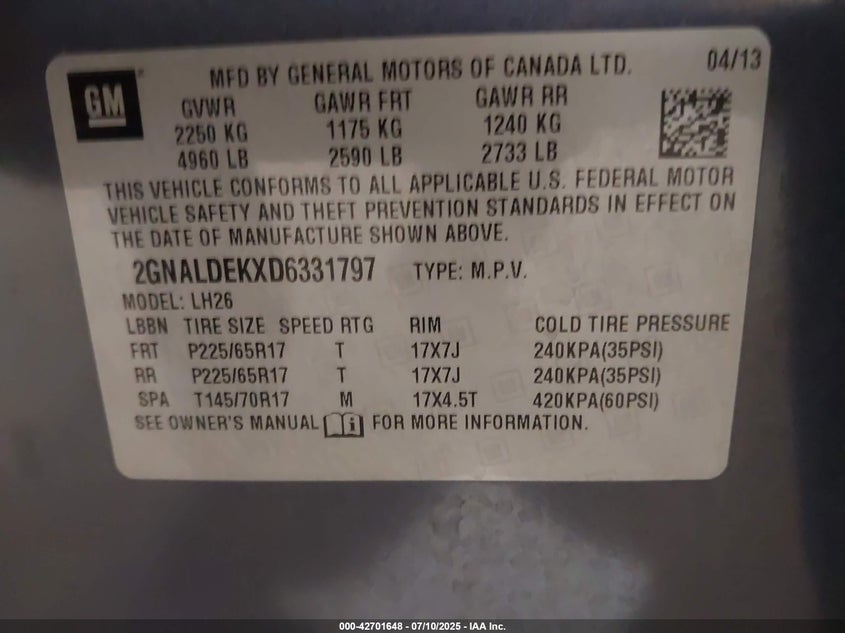 GM
MFD BY GENERAL MOTORS OF CANADA LTD. 04/13
GVWR GAWR FRT GAWR RR
2250 KG 1175 KG 1240 KG
4960 LB 2590 LB 2733 LB
THIS VEHICLE CONFORMS TO ALL APPLICABLE U.S. FEDERAL MOTOR
VEHICLE SAFETY AND THEFT PREVENTION STANDARDS IN EFFECT ON
THE DATE OF MANUFACTURE SHOWN ABOVE.
2GNALDEKXD6331797 TYPE: M.P.V.
MODEL: LH26
LBBN TIRE SIZE SPEED RTG RIM COLD TIRE PRESSURE
FRT P225/65R17 T 17X7J 240KPA(35PSI)
RR P225/65R17 T 17X7J 240KPA(35PSI)
SPA T145/70R17 M 17X4.5T 420KPA(60PSI)
SEE OWNER'S MANUAL FOR MORE INFORMATION.
000-42701648 - 07/10/2025 - IAA Inc.